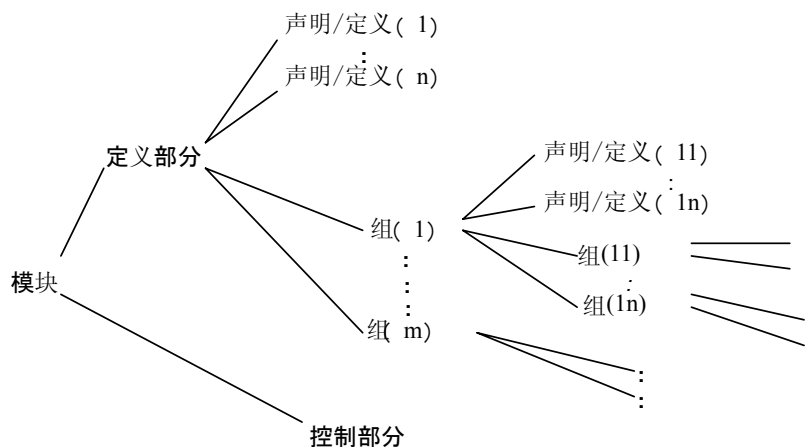 声明/定义( 1)
⋮
声明/定义( n)
定义部分
声明/定义( 11)
⋮
声明/定义( 1n)
组( 1)
组(11)
⋮
⋮
模块
组(1n)
组( m)
⋮
控制部分